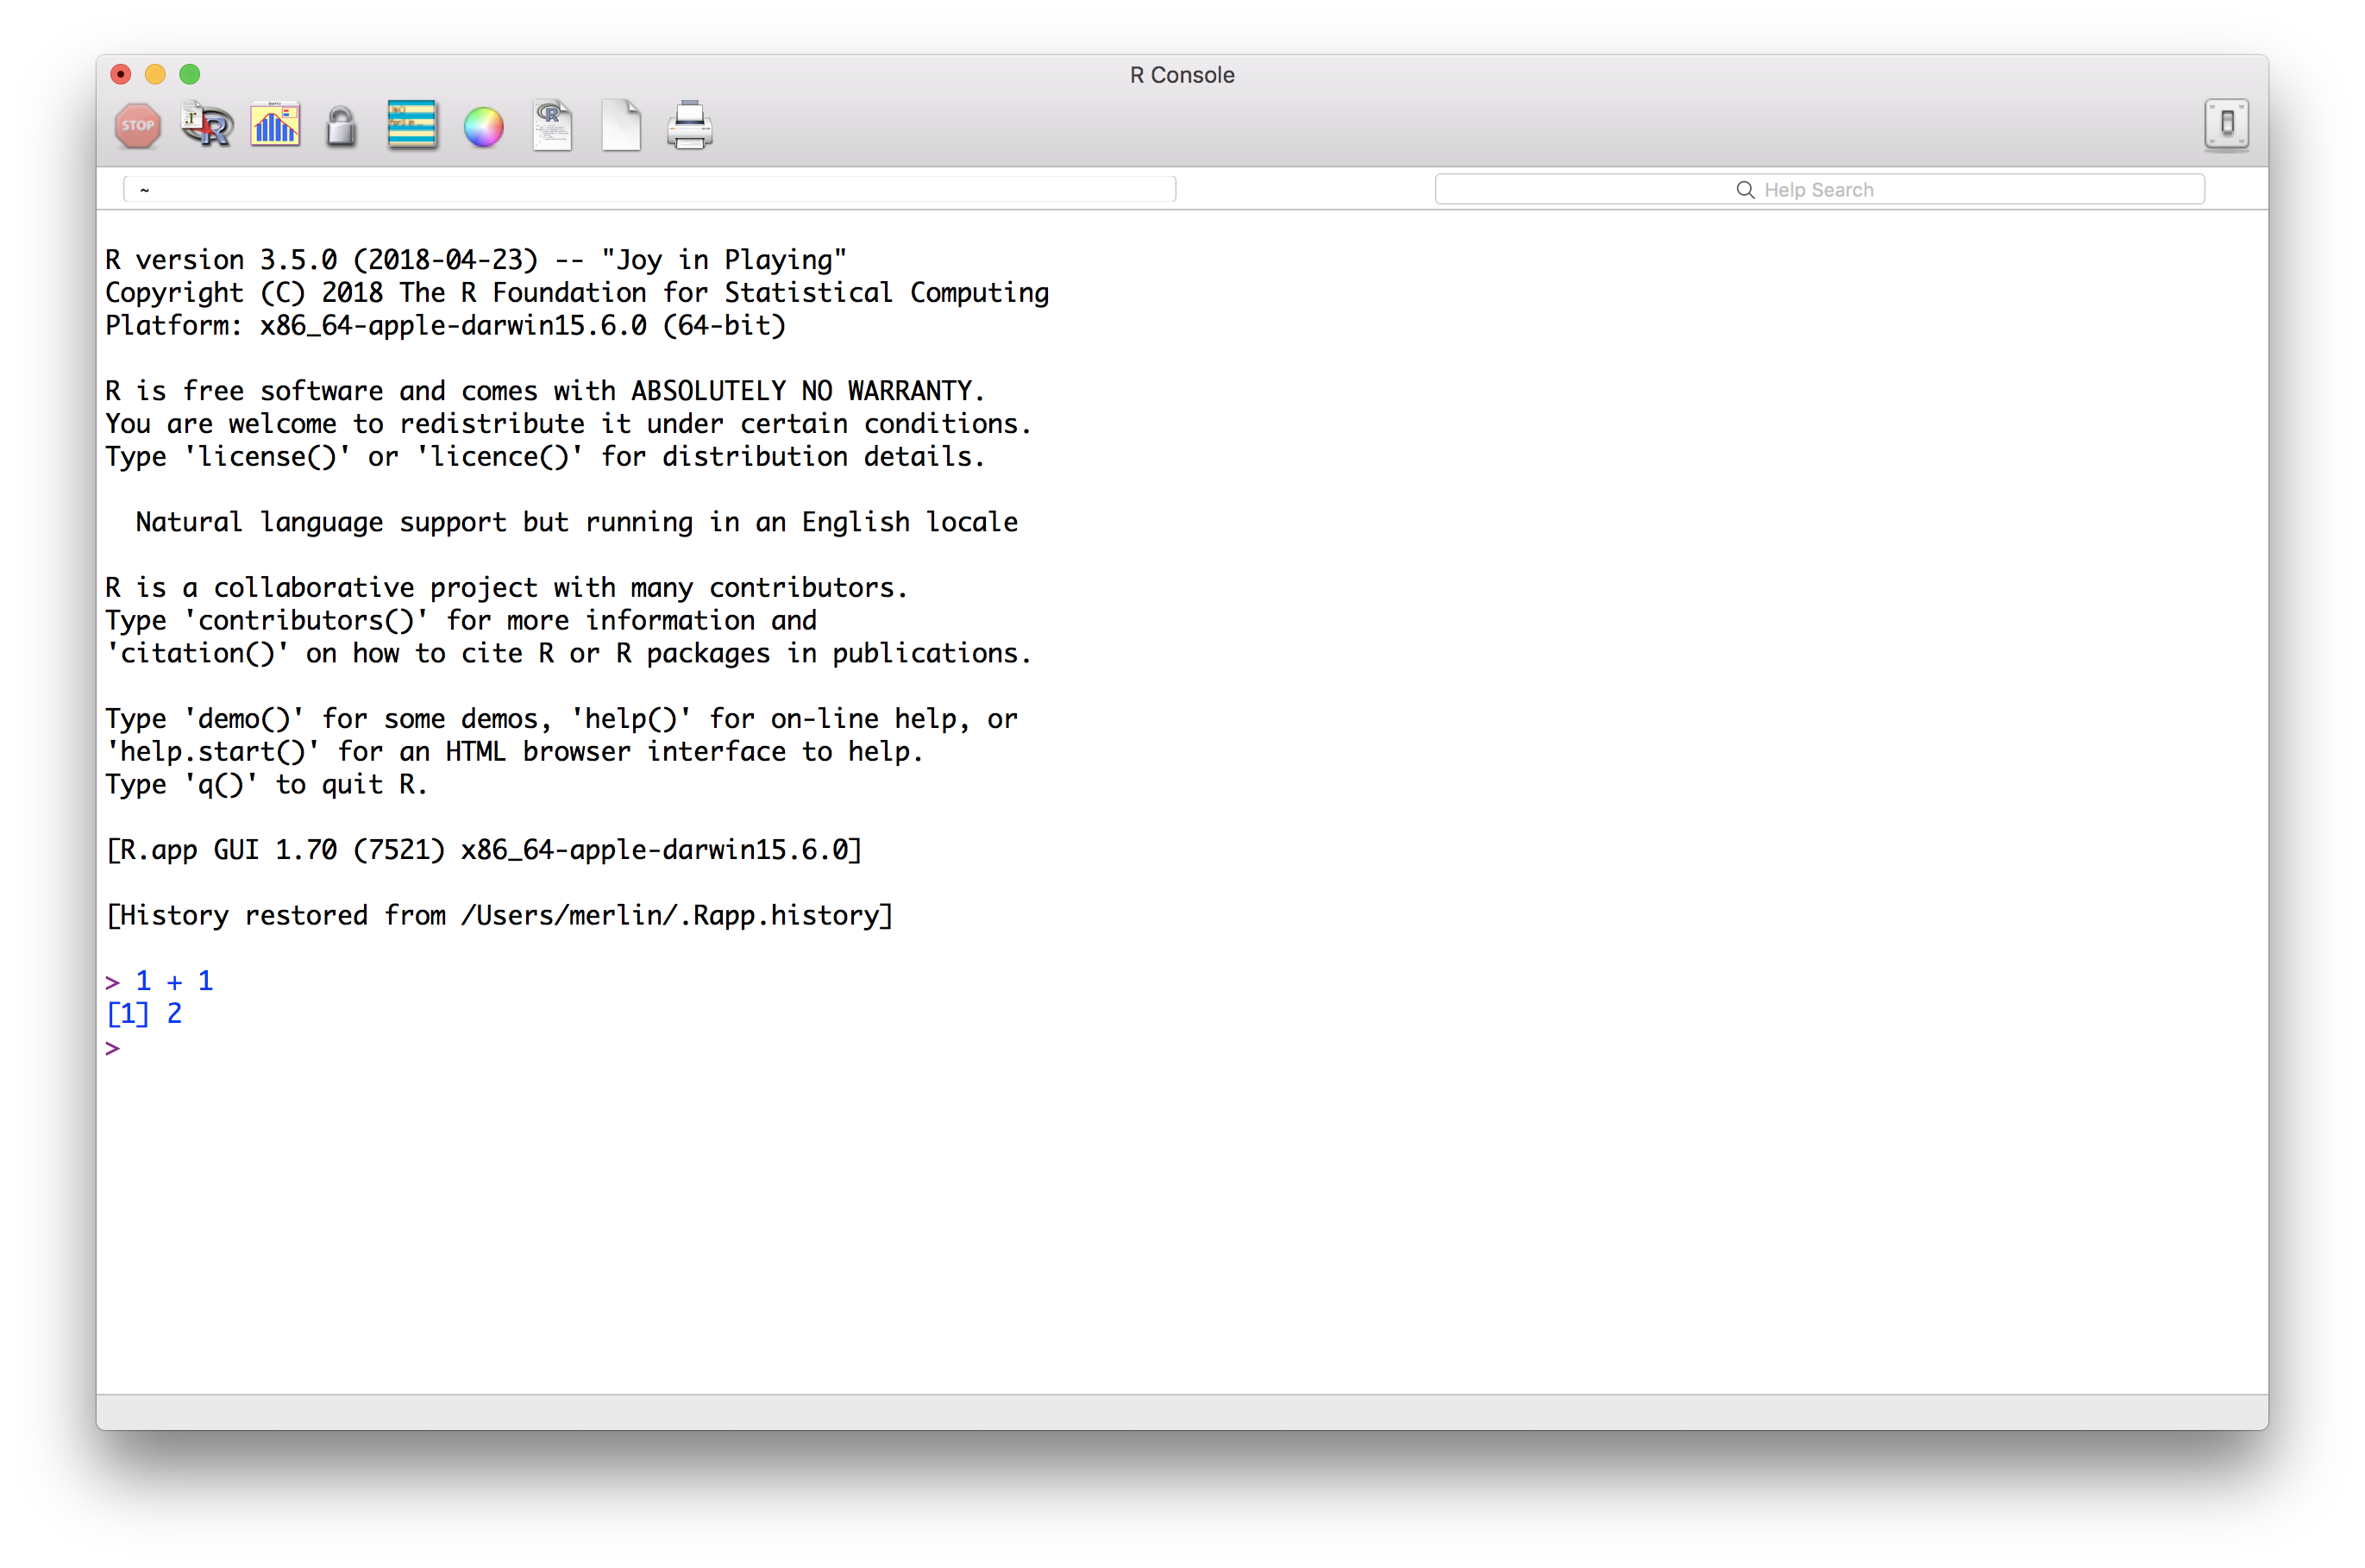 R Console
STOP
~
Help Search
R version 3.5.0 (2018-04-23) -- "Joy in Playing"
Copyright (C) 2018 The R Foundation for Statistical Computing
Platform: x86_64-apple-darwin15.6.0 (64-bit)
R is free software and comes with ABSOLUTELY NO WARRANTY.
You are welcome to redistribute it under certain conditions.
Type 'license()' or 'licence()' for distribution details.
Natural language support but running in an English locale
R is a collaborative project with many contributors.
Type 'contributors()' for more information and
'citation()' on how to cite R or R packages in publications.
Type 'demo()' for some demos, 'help()' for on-line help, or
'help.start()' for an HTML browser interface to help.
Type 'q()' to quit R.
[R.app GUI 1.70 (7521) x86_64-apple-darwin15.6.0]
[History restored from /Users/merlin/.Rapp.history]
> 1 + 1
[1] 2
>